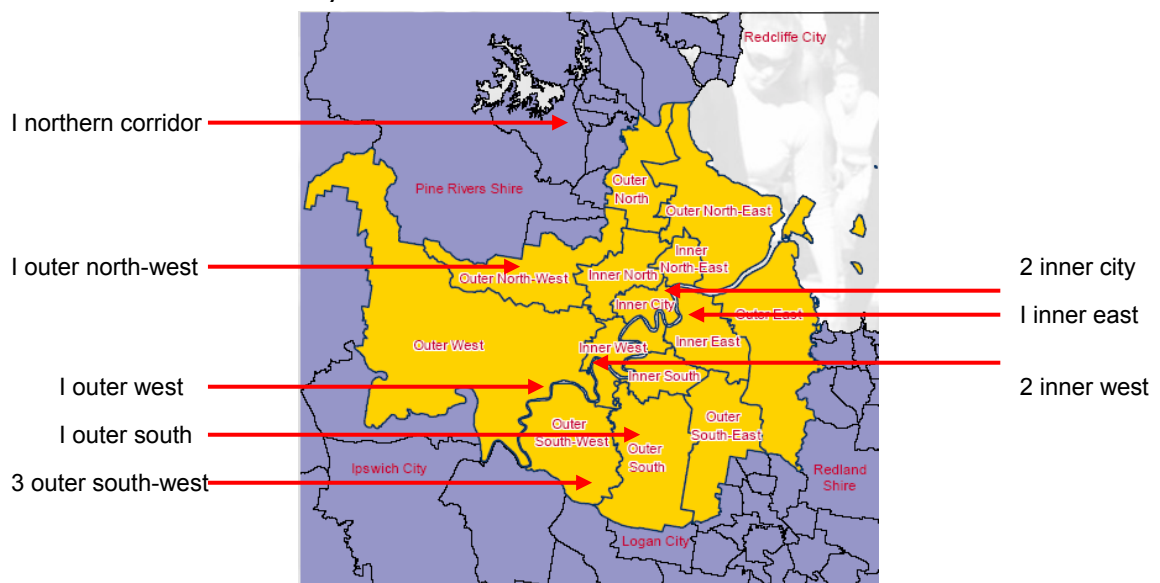 Redcliffe City
I northern corridor
Pine Rivers Shire
Outer
North
Outer North-East
I outer north-west
Outer North-West
Inner North
Inner
North-East
2 inner city
Inner City
I inner east
Outer East
Outer West
Inner West
Inner East
I outer west
Inner South
2 inner west
I outer south
Outer
South-West
Outer
South
Outer
South-East
Ipswich City
3 outer south-west
Redland
Shire
Logan City